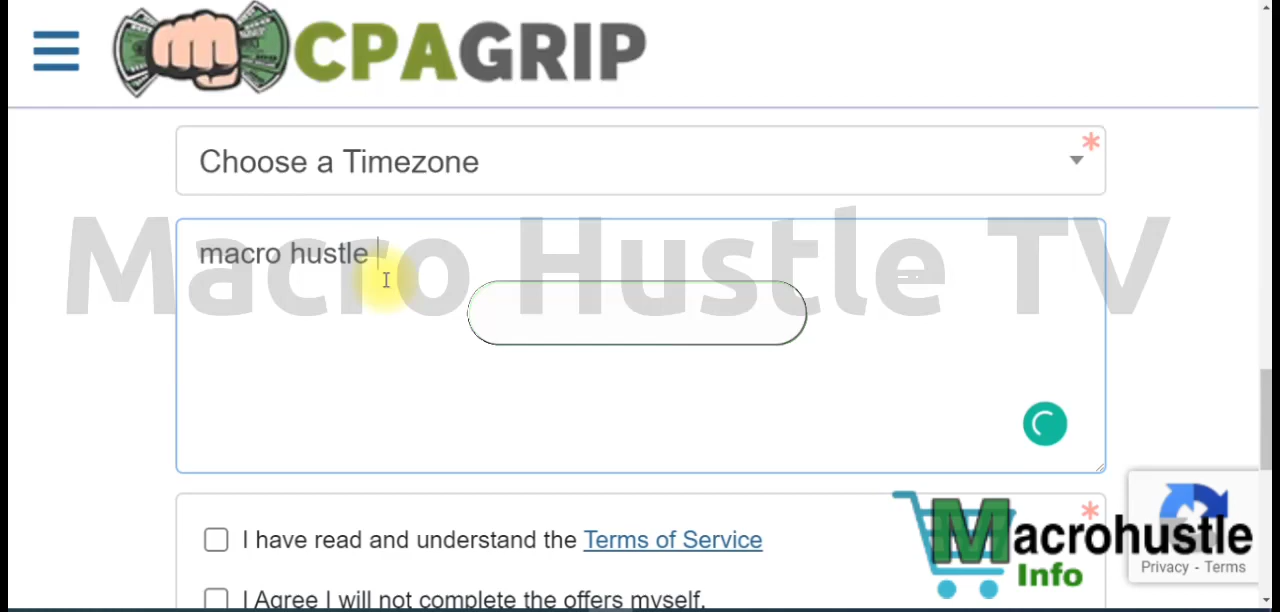 CPAGRIP
Choose a Timezone *
macro hustle
Macro Hustle TV
*
I have read and understand the Terms of Service
I Agree I will not complete the offers myself.
Macrohustle
Info
Privacy - Terms